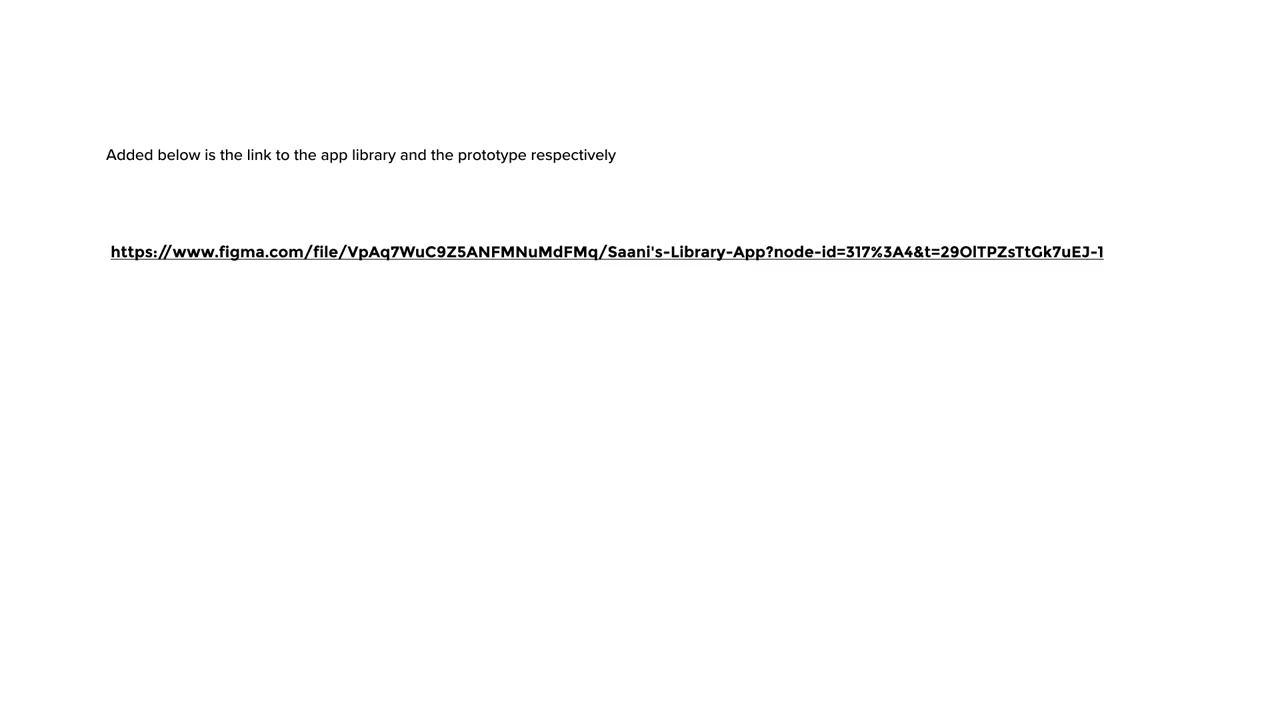 Added below is the link to the app library and the prototype respectively
https://www.figma.com/file/VpAq7WuC9Z5ANFMNuMdFMq/Saani's-Library-App?node-id=317%3A4&t=29OlTPZsTtGk7uEJ-1